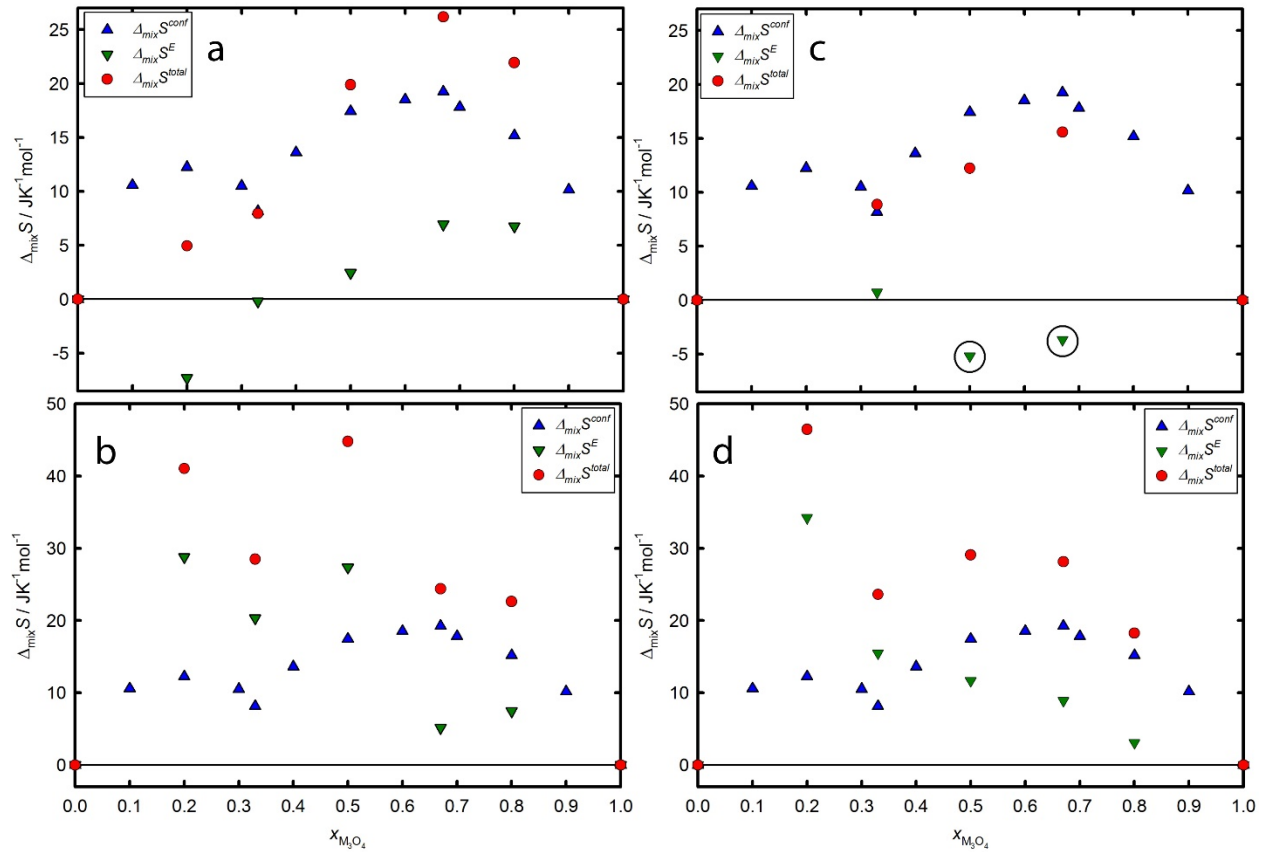 a
Δ_mix S^conf
Δ_mix S^E
Δ_mix S^total
25
20
15
10
5
0
-5
Δ_mix S / JK⁻¹mol⁻¹
c
Δ_mix S^conf
Δ_mix S^E
Δ_mix S^total
25
20
15
10
5
0
-5
Δ_mix S / JK⁻¹mol⁻¹
b
Δ_mix S^conf
Δ_mix S^E
Δ_mix S^total
50
40
30
20
10
0
Δ_mix S / JK⁻¹mol⁻¹
0.0 0.1 0.2 0.3 0.4 0.5 0.6 0.7 0.8 0.9 1.0
x_M₃O₄
d
Δ_mix S^conf
Δ_mix S^E
Δ_mix S^total
50
40
30
20
10
0
Δ_mix S / JK⁻¹mol⁻¹
0.0 0.1 0.2 0.3 0.4 0.5 0.6 0.7 0.8 0.9 1.0
x_M₃O₄